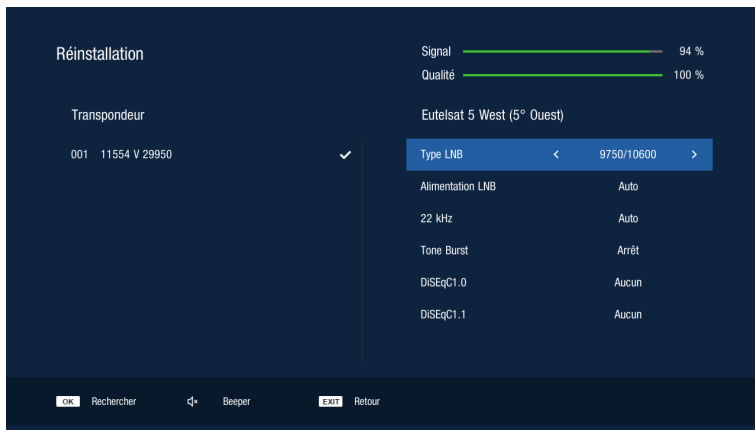 Réinstallation
Signal 94 %
Qualité 100 %
Transpondeur
Eutelsat 5 West (5° Ouest)
001 11554 V 29950
Type LNB < 9750/10600 >
Alimentation LNB Auto
22 kHz Auto
Tone Burst Arrêt
DiSEqC1.0 Aucun
DiSEqC1.1 Aucun
OK Rechercher Beeper EXIT Retour